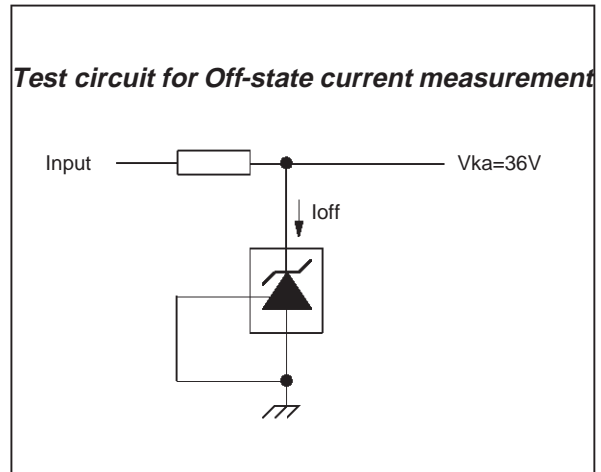 Test circuit for Off-state current measurement
Input
Vka=36V
Ioff